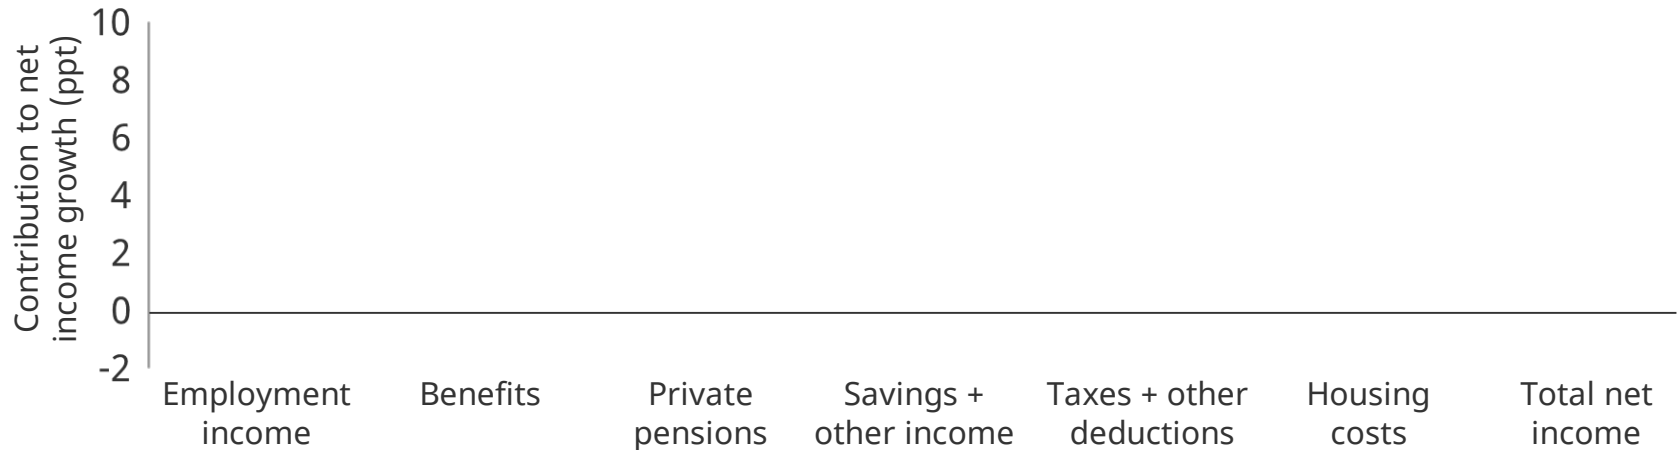 Contribution to net
income growth (ppt)
10
8
6
4
2
0
-2
Employment
income
Benefits
Private
pensions
Savings +
other income
Taxes + other
deductions
Housing
costs
Total net
income